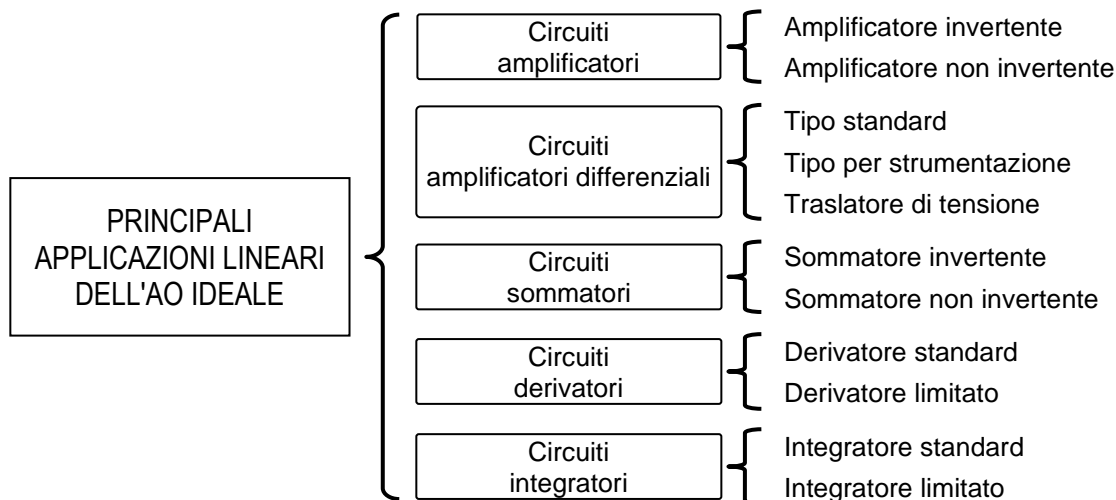 PRINCIPALI
APPLICAZIONI LINEARI
DELL'AO IDEALE
Circuiti
amplificatori
Amplificatore invertente
Amplificatore non invertente
Circuiti
amplificatori differenziali
Tipo standard
Tipo per strumentazione
Traslatore di tensione
Circuiti
sommatori
Sommatore invertente
Sommatore non invertente
Circuiti
derivatori
Derivatore standard
Derivatore limitato
Circuiti
integratori
Integratore standard
Integratore limitato